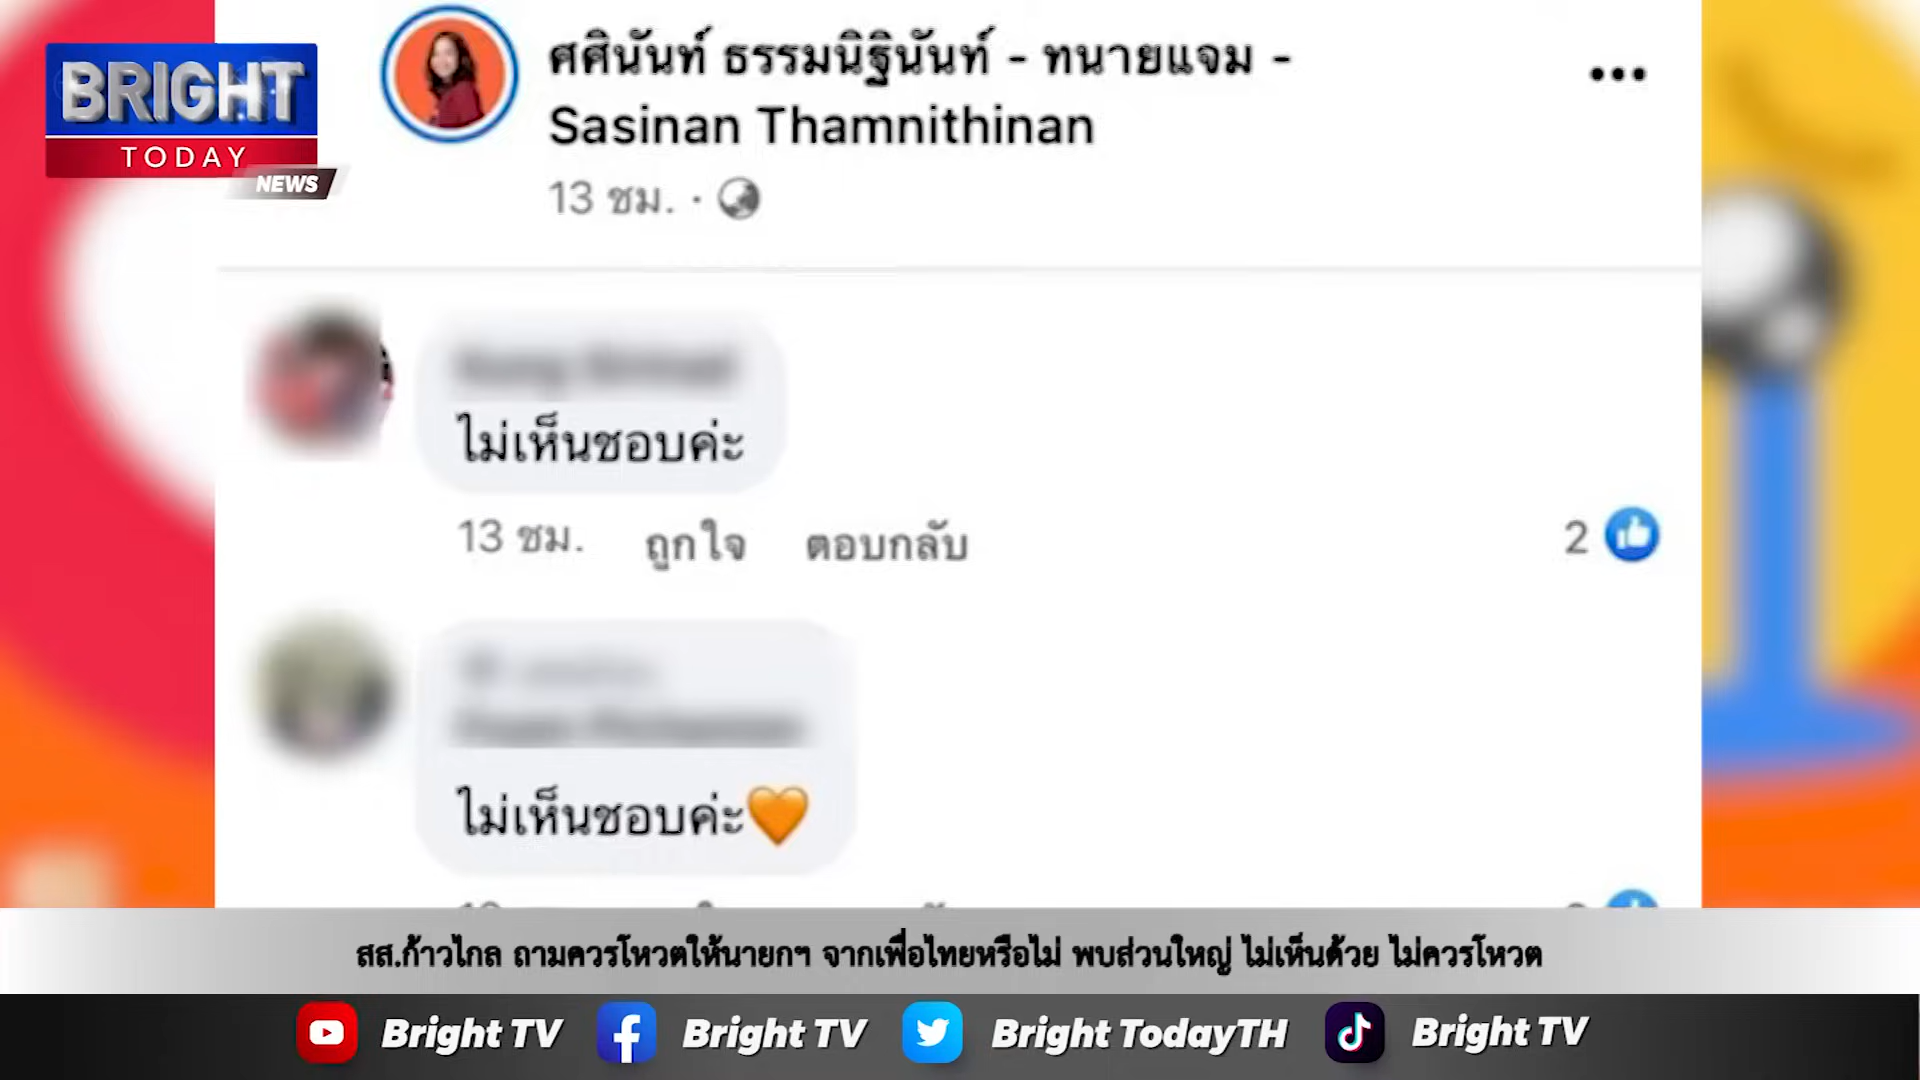 BRIGHT
TODAY
NEWS
ศศินันท์ ธรรมนิฐินันท์ - ทนายแจม -
Sasinan Thamnithinan
13 ชม. ·
ไม่เห็นชอบค่ะ
13 ชม. ถูกใจ ตอบกลับ 2
ไม่เห็นชอบค่ะ🧡
สส.ก้าวไกล ถามควรโหวตให้นายกฯ จากเพื่อไทยหรือไม่ พบส่วนใหญ่ ไม่เห็นด้วย ไม่ควรโหวต
Bright TV Bright TV Bright TodayTH Bright TV